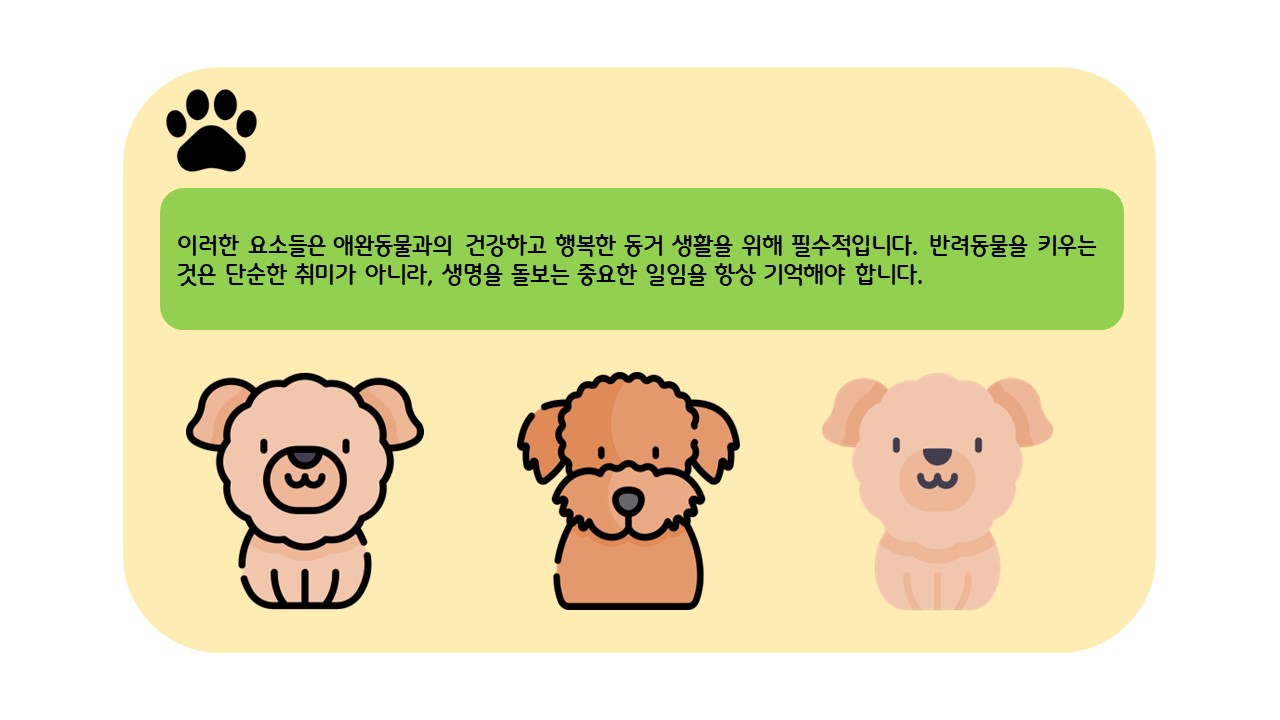 이러한 요소들은 애완동물과의 건강하고 행복한 동거 생활을 위해 필수적입니다. 반려동물을 키우는
것은 단순한 취미가 아니라, 생명을 돌보는 중요한 일임을 항상 기억해야 합니다.